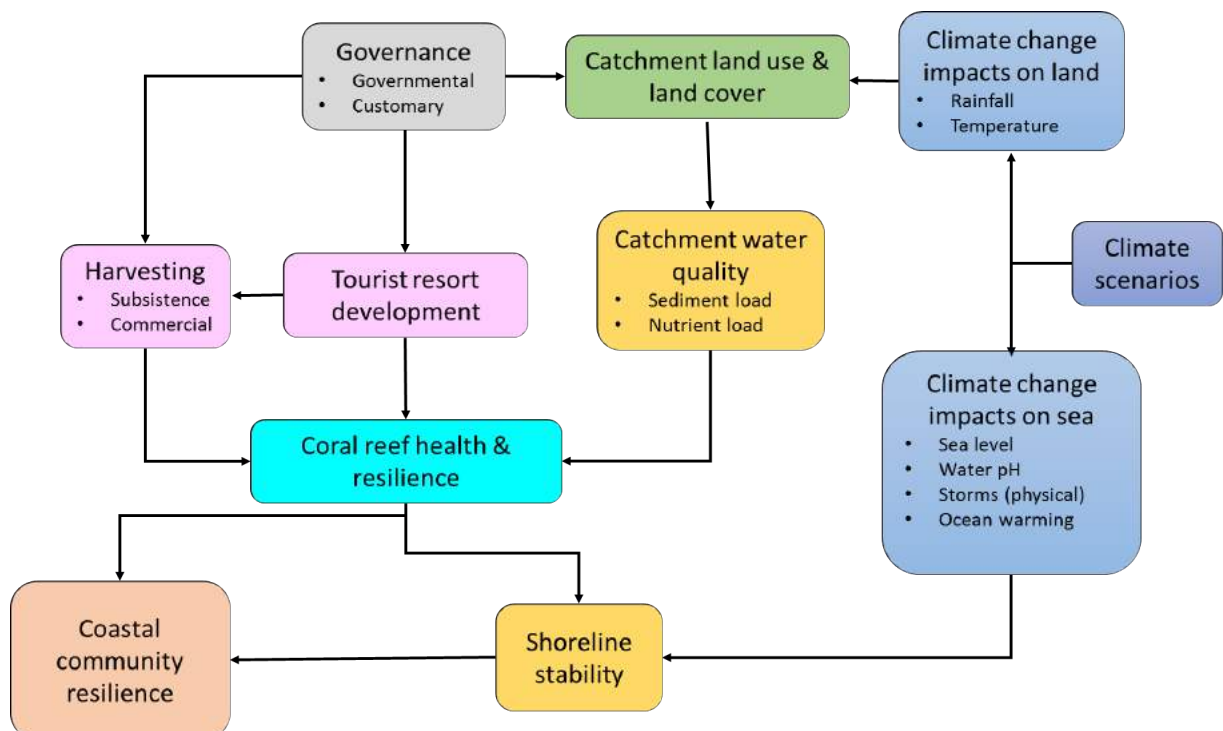 Governance
• Governmental
• Customary
Catchment land use &
land cover
Climate change
impacts on land
• Rainfall
• Temperature
Harvesting
• Subsistence
• Commercial
Tourist resort
development
Catchment water
quality
• Sediment load
• Nutrient load
Climate
scenarios
Climate change
impacts on sea
• Sea level
• Water pH
• Storms (physical)
• Ocean warming
Coral reef health &
resilience
Coastal
community
resilience
Shoreline
stability